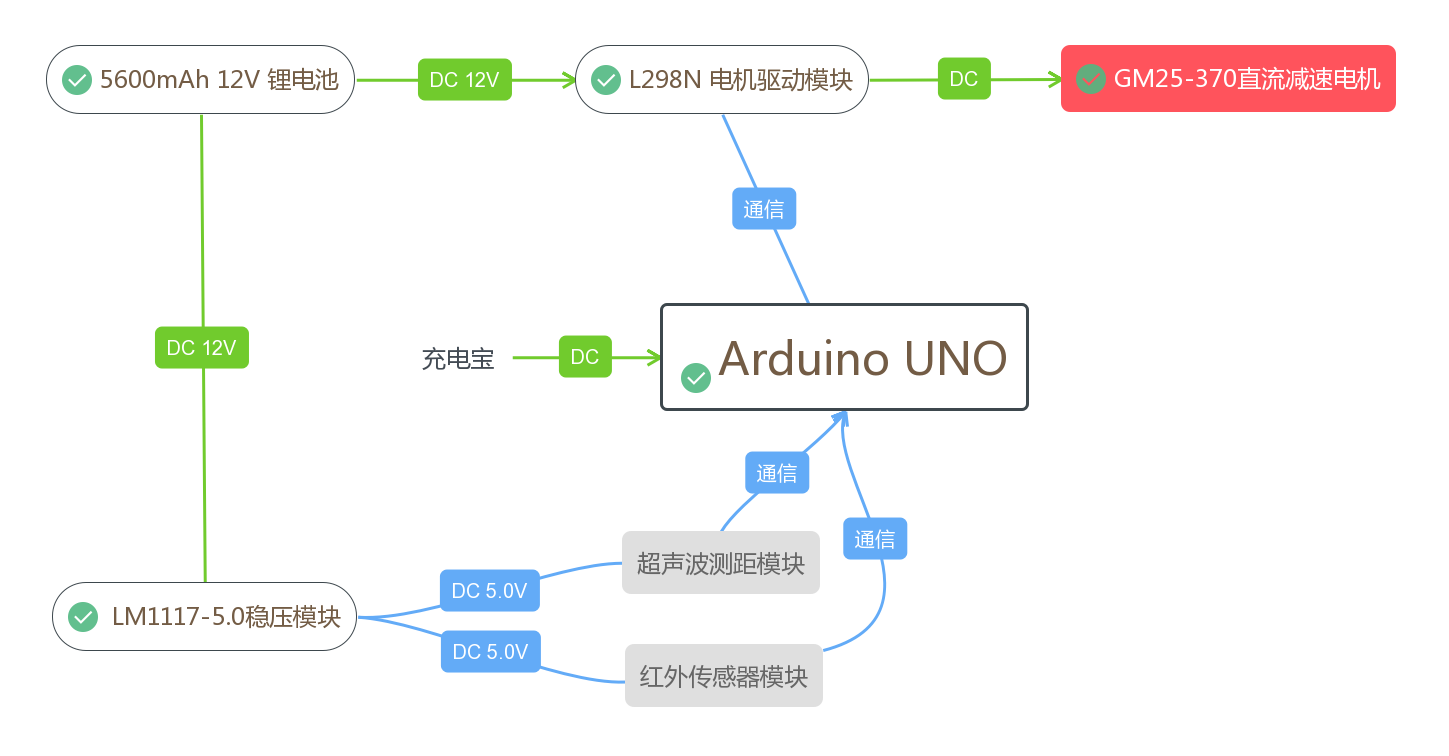 5600mAh 12V 锂电池
DC 12V
L298N 电机驱动模块
DC
GM25-370直流减速电机
通信
DC 12V
充电宝
DC
Arduino UNO
通信
通信
超声波测距模块
DC 5.0V
LM1117-5.0稳压模块
DC 5.0V
红外传感器模块